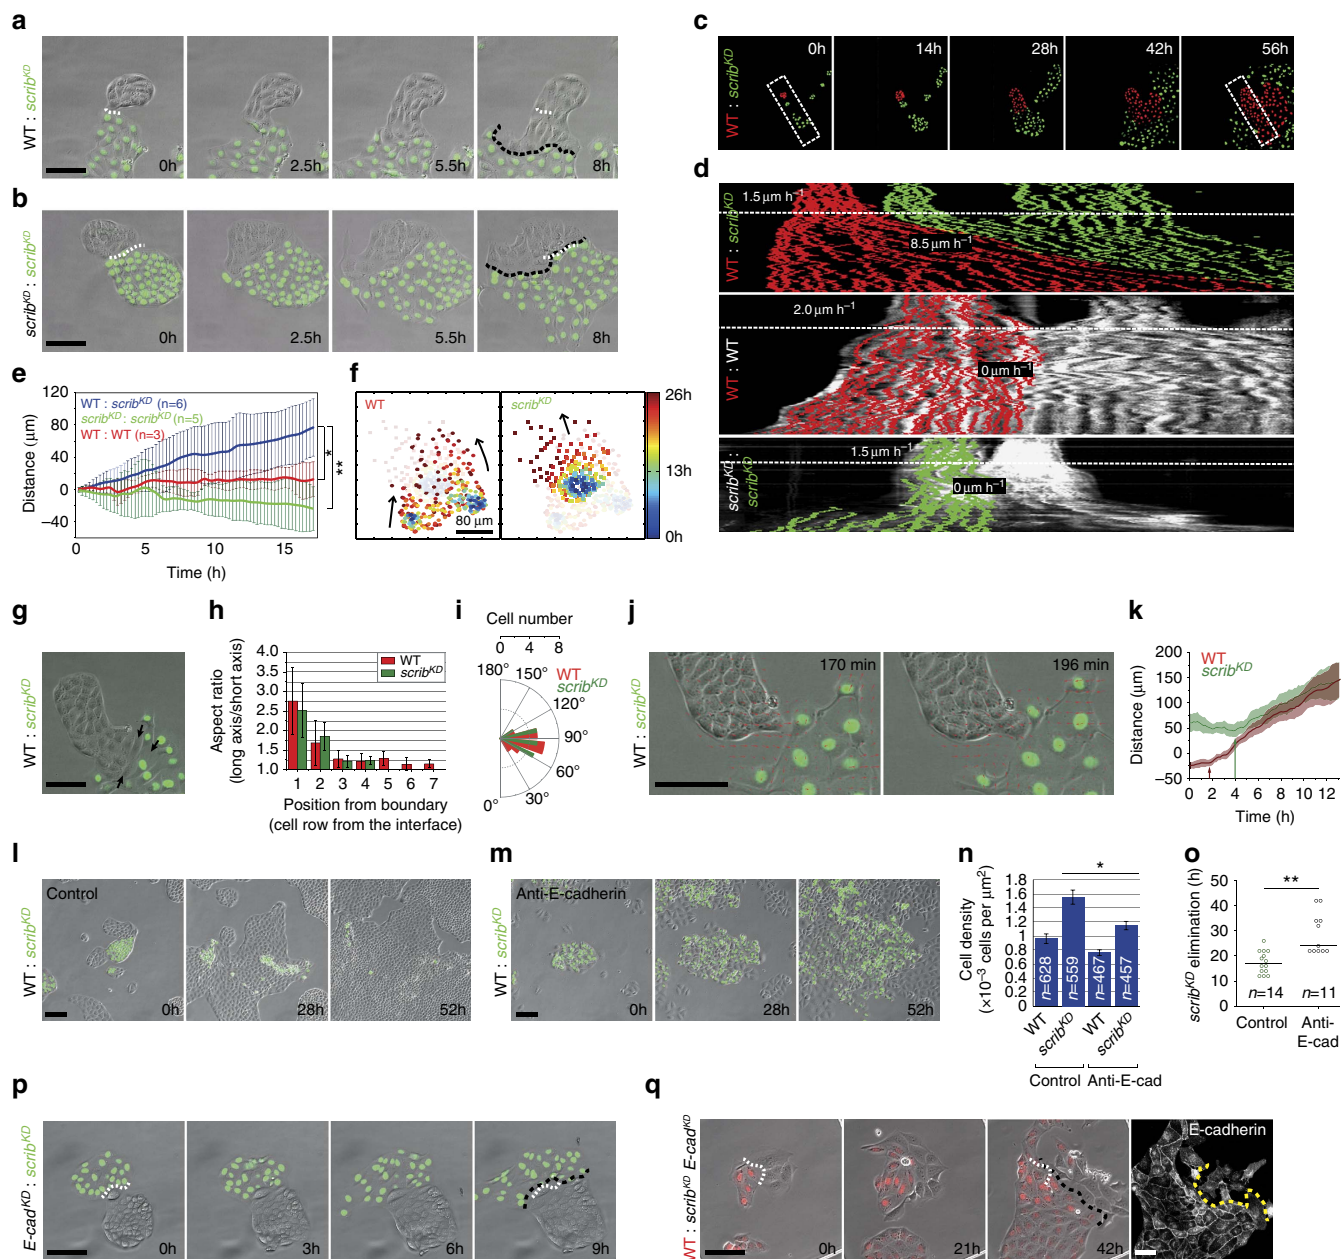 a
WT : scribKD
0h
2.5h
5.5h
8h
b
scribKD : scribKD
0h
2.5h
5.5h
8h
c
WT : scribKD
0h
14h
28h
42h
56h
d
WT : scribKD
1.5 µm h–1
8.5 µm h–1
WT : WT
2.0 µm h–1
0 µm h–1
scribKD :
scribKD
1.5 µm h–1
0 µm h–1
e
Distance (µm)
120
80
40
0
–40
WT : scribKD (n=6)
scribKD : scribKD (n=5)
WT : WT (n=3)
*
**
0
5
10
15
Time (h)
f
WT
scribKD
80 µm
26h
13h
0h
g
WT : scribKD
h
Aspect ratio
(long axis/short axis)
4.0
3.5
3.0
2.5
2.0
1.5
1.0
WT
scribKD
1 2 3 4 5 6 7
Position from boundary
(cell row from the interface)
i
Cell number
0 4 8
180°
150°
120°
90°
60°
30°
0°
WT
scribKD
j
WT : scribKD
170 min
196 min
k
Distance (µm)
200
150
100
50
0
–50
WT
scribKD
0 2 4 6 8 10 12
Time (h)
l
WT : scribKD
Control
0h
28h
52h
m
WT : scribKD
Anti-E-cadherin
0h
28h
52h
n
Cell density
(×10–3 cells per µm2)
1.8
1.6
1.4
1.2
1
0.8
0.6
0.4
0.2
0
*
n=628
n=559
n=467
n=457
WT
scribKD
WT
scribKD
Control
Anti-E-cad
o
scribKD elimination (h)
50
40
30
20
10
0
**
n=14
n=11
Control
Anti-
E-cad
p
E-cadKD : scribKD
0h
3h
6h
9h
q
WT : scribKD E-cadKD
0h
21h
42h
E-cadherin